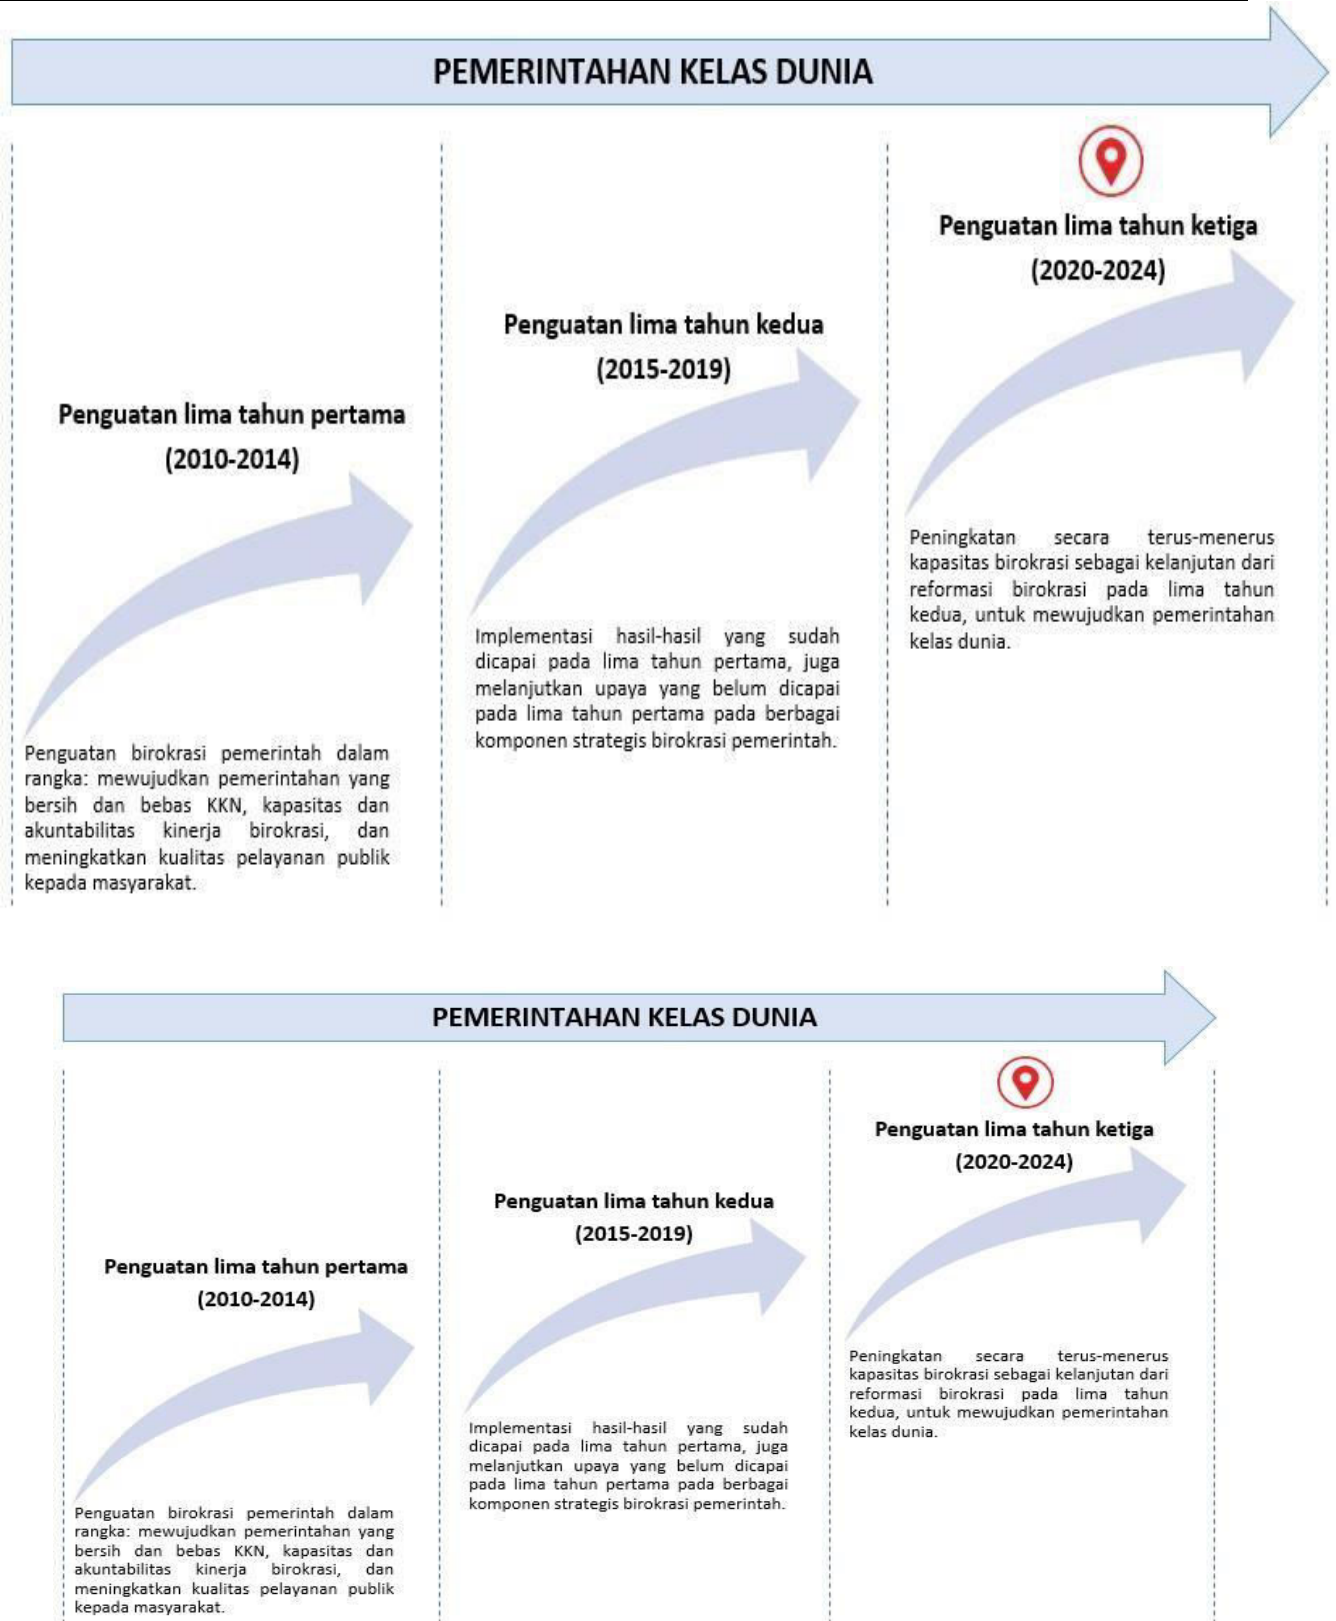 PEMERINTAHAN KELAS DUNIA
Penguatan lima tahun pertama
(2010-2014)
Penguatan birokrasi pemerintah dalam
rangka: mewujudkan pemerintahan yang
bersih dan bebas KKN, kapasitas dan
akuntabilitas kinerja birokrasi, dan
meningkatkan kualitas pelayanan publik
kepada masyarakat.
Penguatan lima tahun kedua
(2015-2019)
Implementasi hasil-hasil yang sudah
dicapai pada lima tahun pertama, juga
melanjutkan upaya yang belum dicapai
pada lima tahun pertama pada berbagai
komponen strategis birokrasi pemerintah.
Penguatan lima tahun ketiga
(2020-2024)
Peningkatan secara terus-menerus
kapasitas birokrasi sebagai kelanjutan dari
reformasi birokrasi pada lima tahun
kedua, untuk mewujudkan pemerintahan
kelas dunia.
PEMERINTAHAN KELAS DUNIA
Penguatan lima tahun pertama
(2010-2014)
Penguatan birokrasi pemerintah dalam
rangka: mewujudkan pemerintahan yang
bersih dan bebas KKN, kapasitas dan
akuntabilitas kinerja birokrasi, dan
meningkatkan kualitas pelayanan publik
kepada masyarakat.
Penguatan lima tahun kedua
(2015-2019)
Implementasi hasil-hasil yang sudah
dicapai pada lima tahun pertama, juga
melanjutkan upaya yang belum dicapai
pada lima tahun pertama pada berbagai
komponen strategis birokrasi pemerintah.
Penguatan lima tahun ketiga
(2020-2024)
Peningkatan secara terus-menerus
kapasitas birokrasi sebagai kelanjutan dari
reformasi birokrasi pada lima tahun
kedua, untuk mewujudkan pemerintahan
kelas dunia.